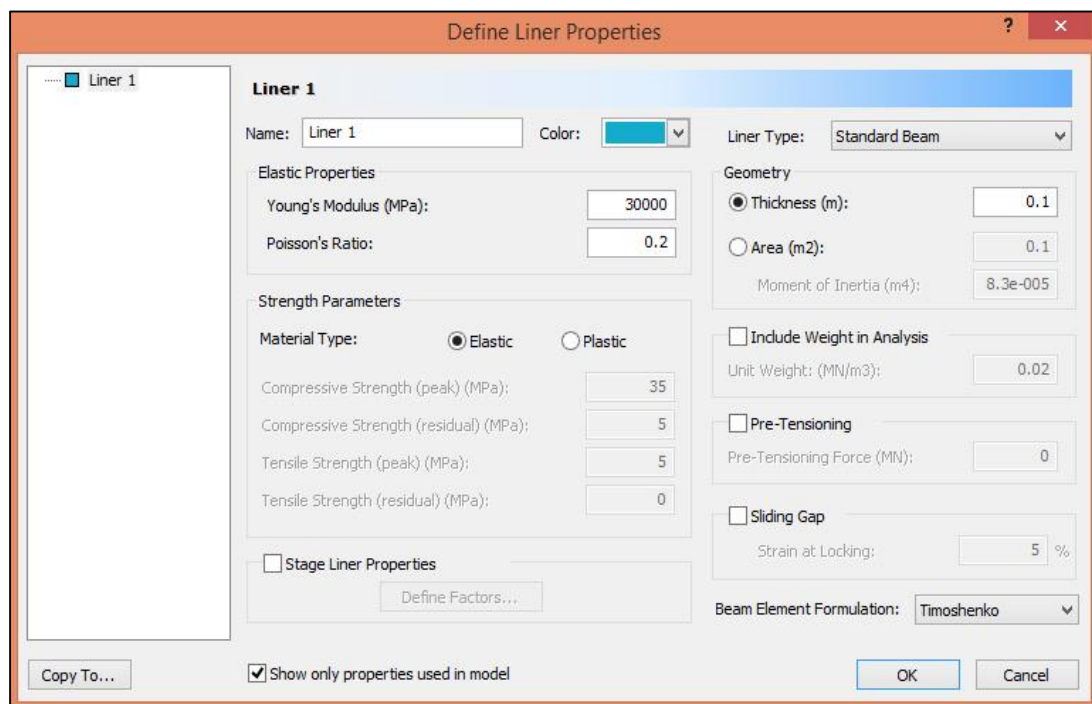 Define Liner Properties
?
×
Liner 1
Liner 1
Name: Liner 1 Color:
Liner Type: Standard Beam
Elastic Properties
Young's Modulus (MPa): 30000
Poisson's Ratio: 0.2
Geometry
Thickness (m): 0.1
Area (m2): 0.1
Moment of Inertia (m4): 8.3e-005
Strength Parameters
Material Type: Elastic Plastic
Compressive Strength (peak) (MPa): 35
Compressive Strength (residual) (MPa): 5
Tensile Strength (peak) (MPa): 5
Tensile Strength (residual) (MPa): 0
Include Weight in Analysis
Unit Weight: (MN/m3): 0.02
Pre-Tensioning
Pre-Tensioning Force (MN): 0
Sliding Gap
Strain at Locking: 5 %
Stage Liner Properties
Define Factors...
Beam Element Formulation: Timoshenko
Copy To...
Show only properties used in model
OK
Cancel